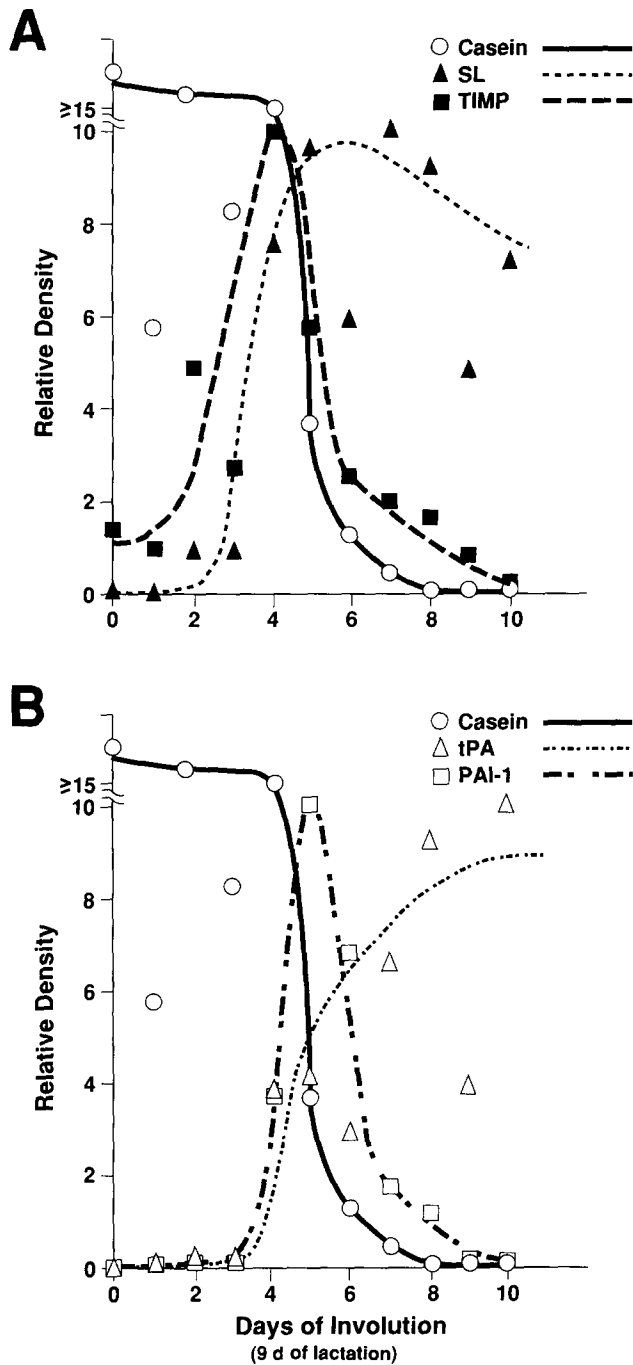 A
Casein
SL
TIMP
≥15
10
8
6
4
2
0
Relative Density
0 2 4 6 8 10
B
Casein
tPA
PAI-1
≥15
10
8
6
4
2
0
Relative Density
0 2 4 6 8 10
Days of Involution
(9 d of lactation)